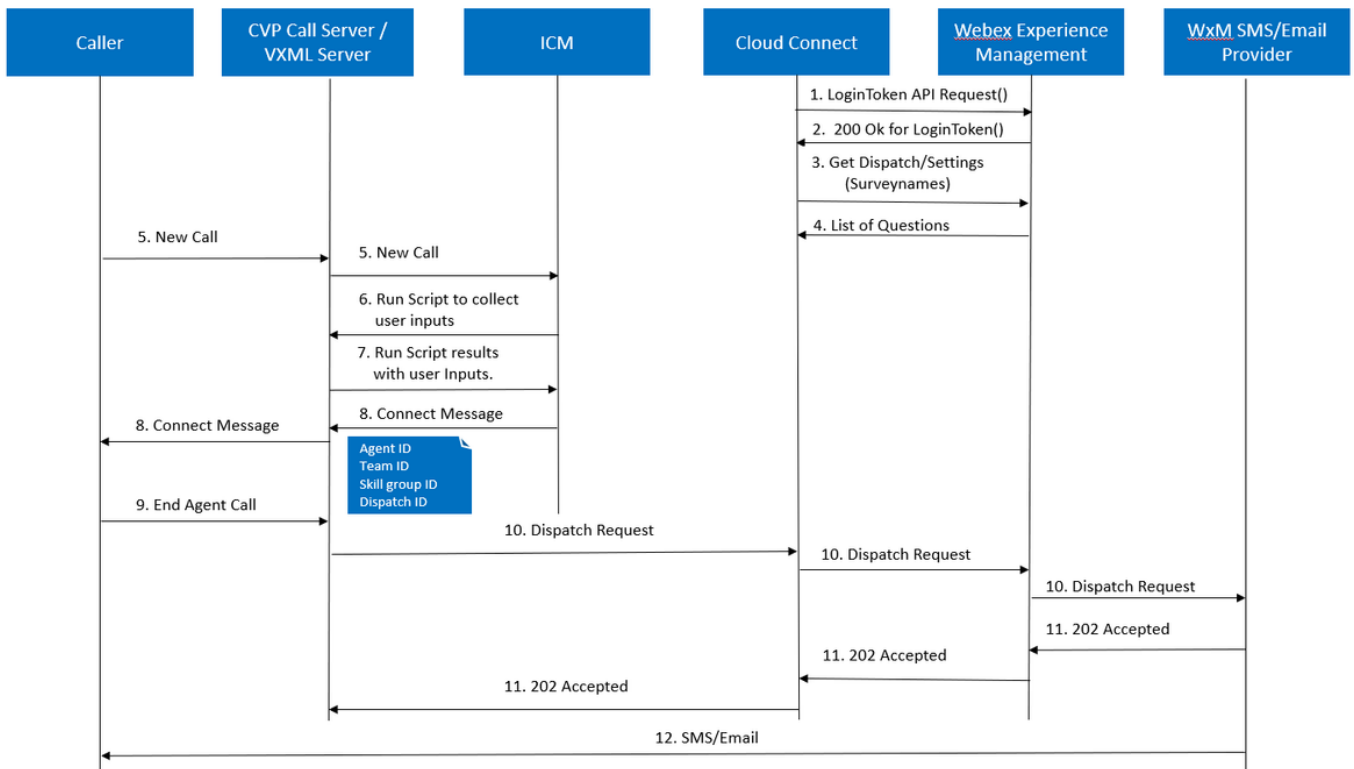 Caller
CVP Call Server /
VXML Server
ICM
Cloud Connect
Webex Experience
Management
WxM SMS/Email
Provider
1. LoginToken API Request()
2. 200 Ok for LoginToken()
3. Get Dispatch/Settings
(Surveynames)
4. List of Questions
5. New Call
5. New Call
6. Run Script to collect
user inputs
7. Run Script results
with user Inputs.
8. Connect Message
8. Connect Message
Agent ID
Team ID
Skill group ID
Dispatch ID
9. End Agent Call
10. Dispatch Request
10. Dispatch Request
10. Dispatch Request
11. 202 Accepted
11. 202 Accepted
11. 202 Accepted
12. SMS/Email